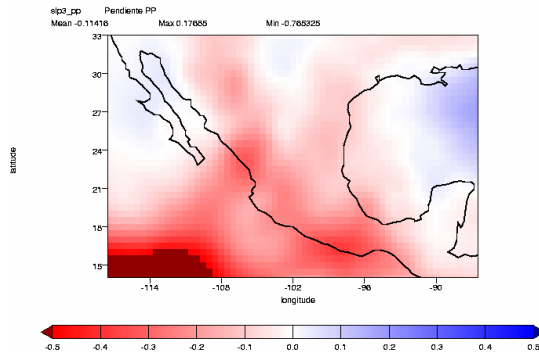 slp3_pp Pendiente PP
Mean -0.11416 Max 0.17685 Min -0.765325
33
30
27
24
21
18
15
latitude
-114 -108 -102 -96 -90
longitude
-0.5 -0.4 -0.3 -0.2 -0.1 0.0 0.1 0.2 0.3 0.4 0.5